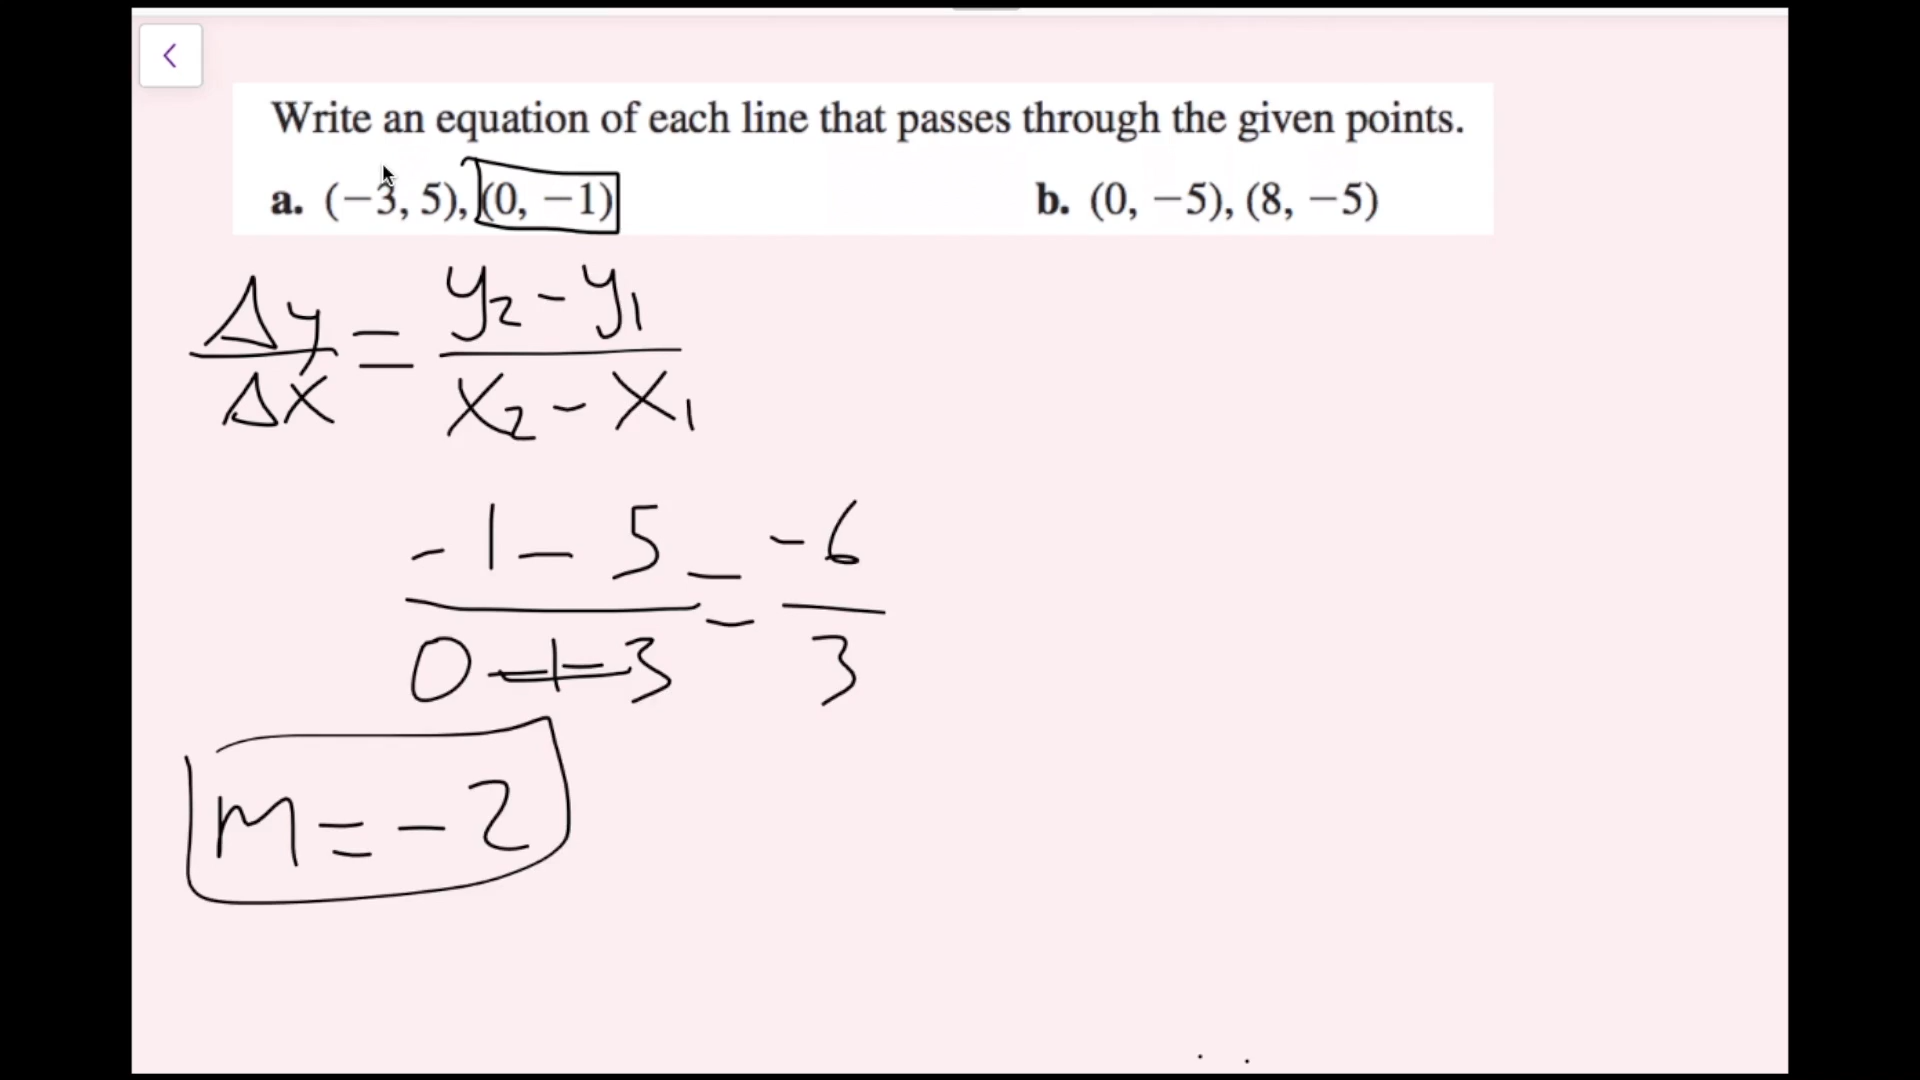 Write an equation of each line that passes through the given points.
a. (−3, 5), (0, −1)
b. (0, −5), (8, −5)
Δy/Δx = y₂ - y₁/x₂ - x₁
-1 - 5/0 + 3 = -6/3
m = -2